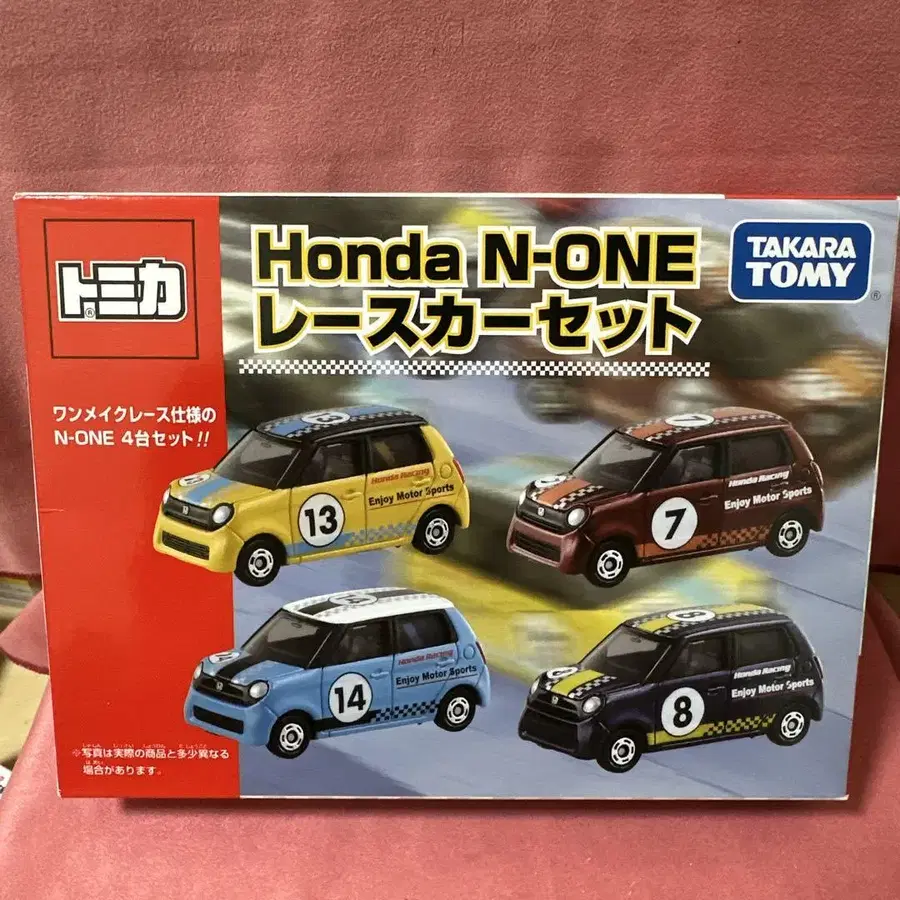 トミカ
®
Honda N-ONE
レースカーセット
TAKARA
TOMY
®
ワンメイクレース仕様の
N-ONE 4台セット!!
13
13
Honda Racing
Enjoy Motor Sports
7
7
Honda Racing
Enjoy Motor Sports
14
14
Honda Racing
Enjoy Motor Sports
8
8
Honda Racing
Enjoy Motor Sports
※写真は実際の商品と多少異なる
場合があります。